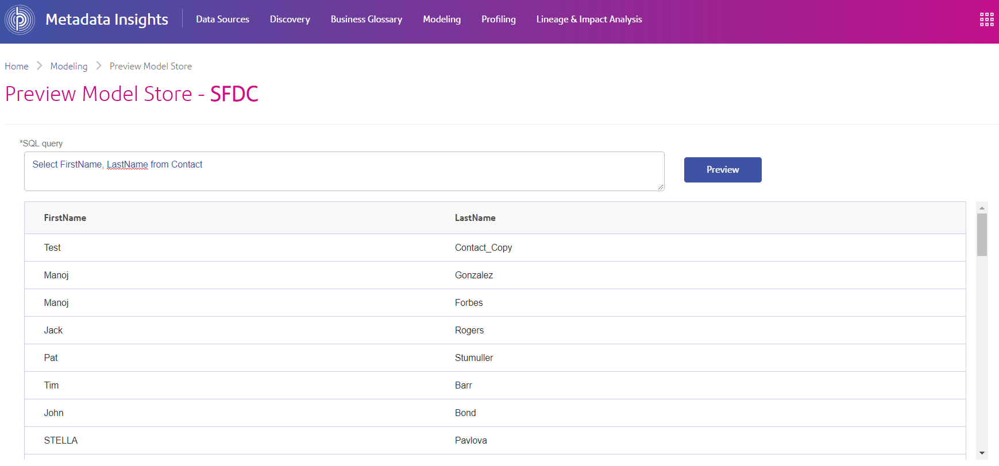 Metadata Insights Data Sources Discovery Business Glossary Modeling Profiling Lineage & Impact Analysis
Home Modeling Preview Model Store
Preview Model Store - SFDC
*SQL query
Select FirstName, LastName from Contact
Preview
FirstName LastName
Test Contact_Copy
Manoj Gonzalez
Manoj Forbes
Jack Rogers
Pat Stumuller
Tim Barr
John Bond
STELLA Pavlova